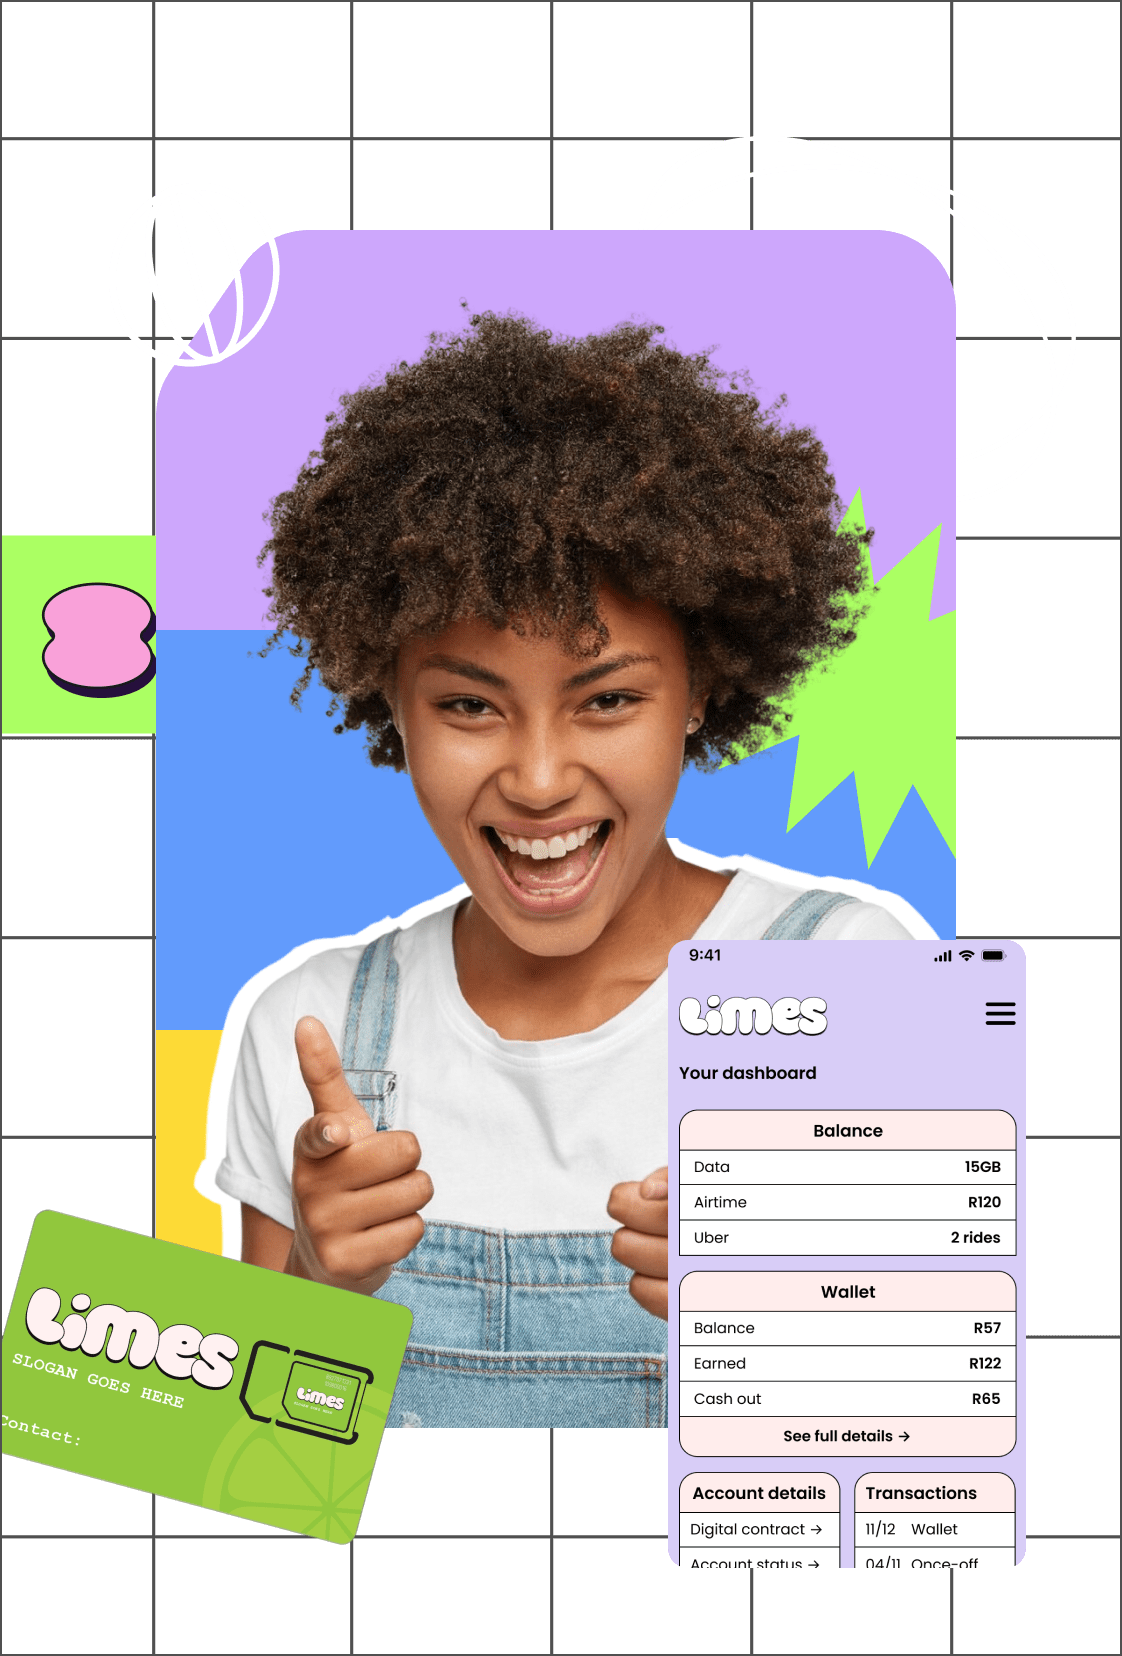 9:41
Limes
Your dashboard
Balance
Data 15GB
Airtime R120
Uber 2 rides
Wallet
Balance R57
Earned R122
Cash out R65
See full details →
Account details
Digital contract →
Account status →
Transactions
11/12 Wallet
04/11 Once-off
Limes
SLOGAN GOES HERE
Contact:
Limes